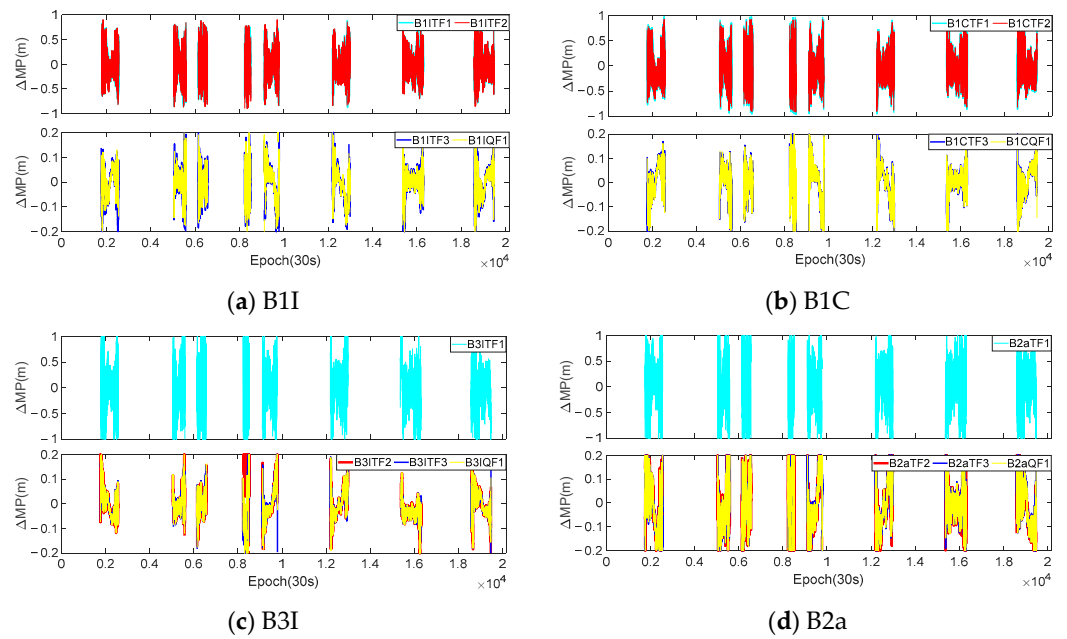 1
0.5
0
−0.5
−1
ΔMP(m)
B1ITF1 B1ITF2
0.2
0.1
0
−0.1
−0.2
ΔMP(m)
B1ITF3 B1IQF1
0 0.2 0.4 0.6 0.8 1 1.2 1.4 1.6 1.8 2
Epoch(30s)
×10⁴
(a) B1I
1
0.5
0
−0.5
−1
ΔMP(m)
B1CTF1 B1CTF2
0.2
0.1
0
−0.1
−0.2
ΔMP(m)
B1CTF3 B1CQF1
0 0.2 0.4 0.6 0.8 1 1.2 1.4 1.6 1.8 2
Epoch(30s)
×10⁴
(b) B1C
1
0.5
0
−0.5
−1
ΔMP(m)
B3ITF1
0.2
0.1
0
−0.1
−0.2
ΔMP(m)
B3ITF2 B3ITF3 B3IQF1
0 0.2 0.4 0.6 0.8 1 1.2 1.4 1.6 1.8 2
Epoch(30s)
×10⁴
(c) B3I
1
0.5
0
−0.5
−1
ΔMP(m)
B2aTF1
0.2
0.1
0
−0.1
−0.2
ΔMP(m)
B2aTF2 B2aTF3 B2aQF1
0 0.2 0.4 0.6 0.8 1 1.2 1.4 1.6 1.8 2
Epoch(30s)
×10⁴
(d) B2a